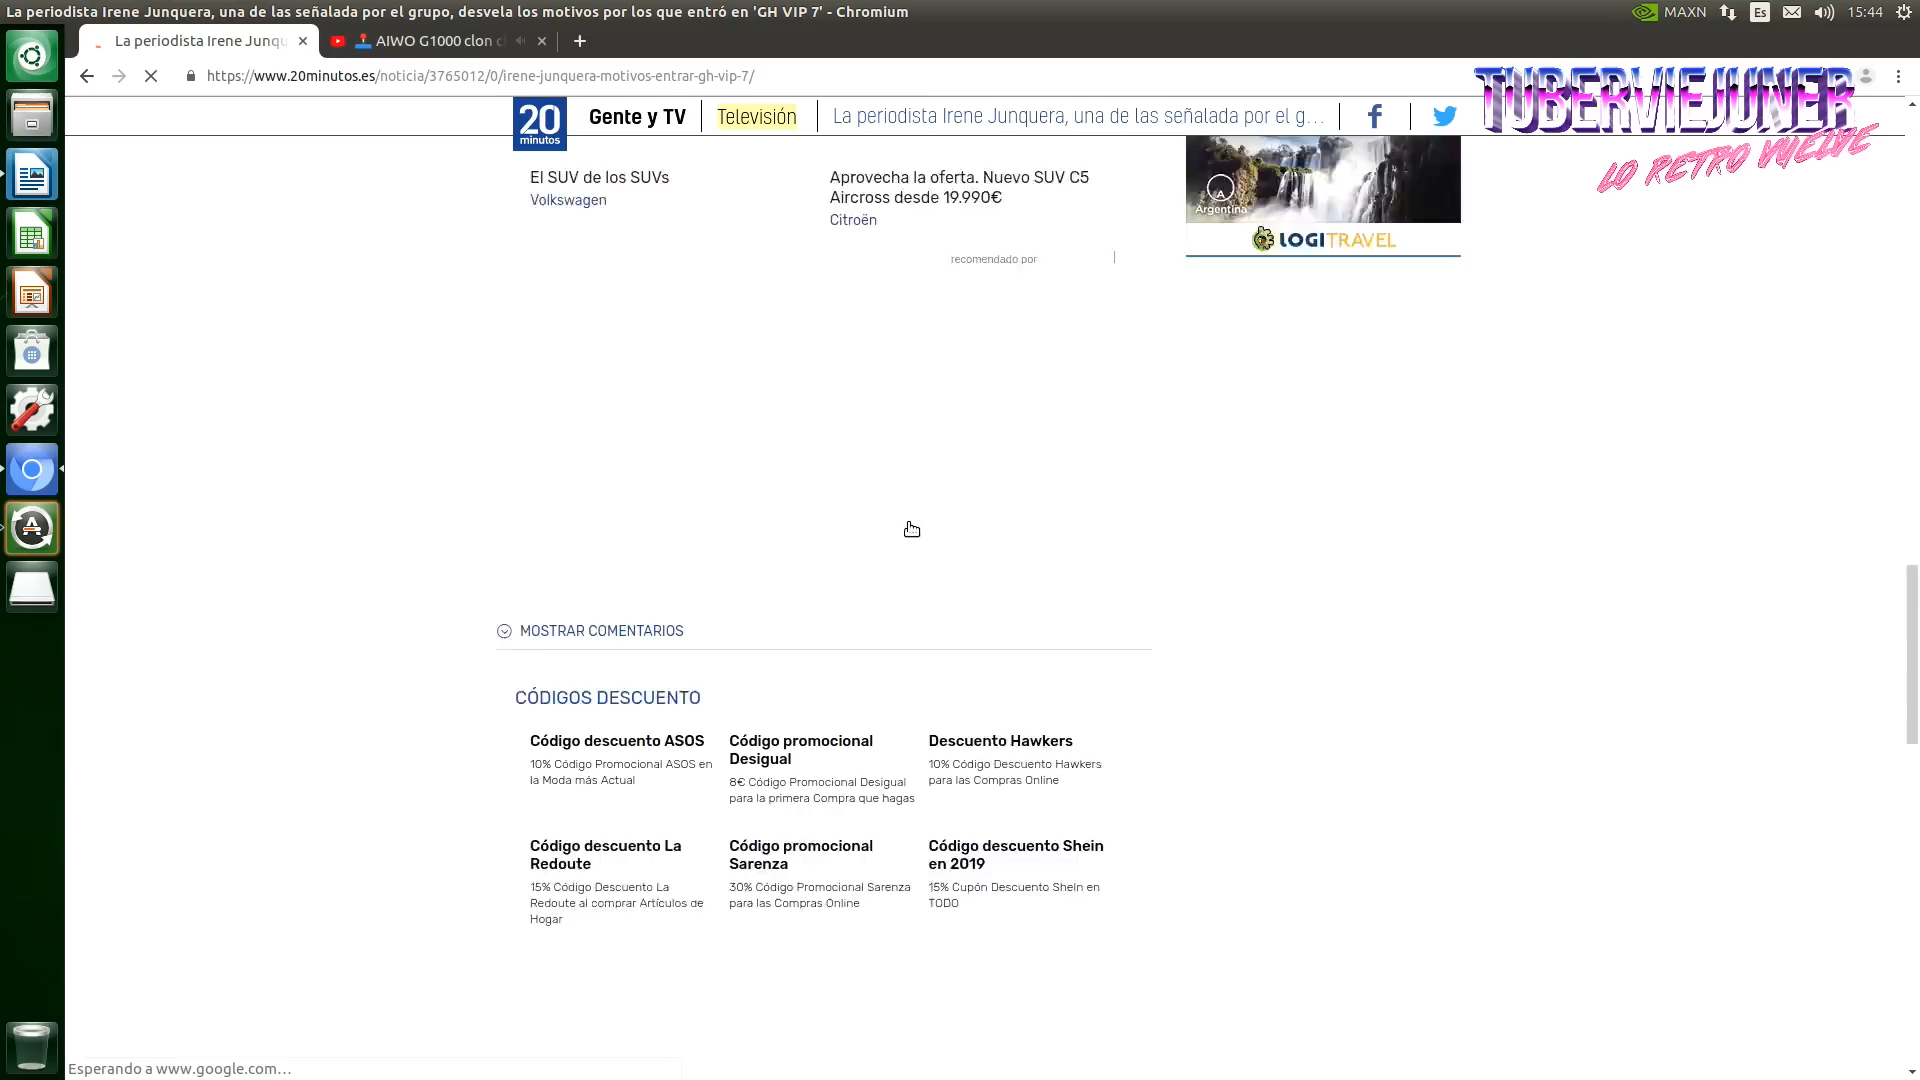 La periodista Irene Junquera, una de las señalada por el grupo, desvela los motivos por los que entró en 'GH VIP 7' - Chromium
MAXN
Es
15:44
La periodista Irene Junqu
AIWO G1000 clon c
https://www.20minutos.es/noticia/3765012/0/irene-junquera-motivos-entrar-gh-vip-7/
TUBERVIEJUNER
LO RETRO VUELVE
20
minutos
Gente y TV
Televisión
La periodista Irene Junquera, una de las señalada por el g...
El SUV de los SUVs
Volkswagen
Aprovecha la oferta. Nuevo SUV C5
Aircross desde 19.990€
Citroën
recomendado por
A
Argentina
LOGITRAVEL
MOSTRAR COMENTARIOS
CÓDIGOS DESCUENTO
Código descuento ASOS
10% Código Promocional ASOS en
la Moda más Actual
Código promocional
Desigual
8€ Código Promocional Desigual
para la primera Compra que hagas
Descuento Hawkers
10% Código Descuento Hawkers
para las Compras Online
Código descuento La
Redoute
15% Código Descuento La
Redoute al comprar Artículos de
Hogar
Código promocional
Sarenza
30% Código Promocional Sarenza
para las Compras Online
Código descuento Shein
en 2019
15% Cupón Descuento SheIn en
TODO
Esperando a www.google.com...